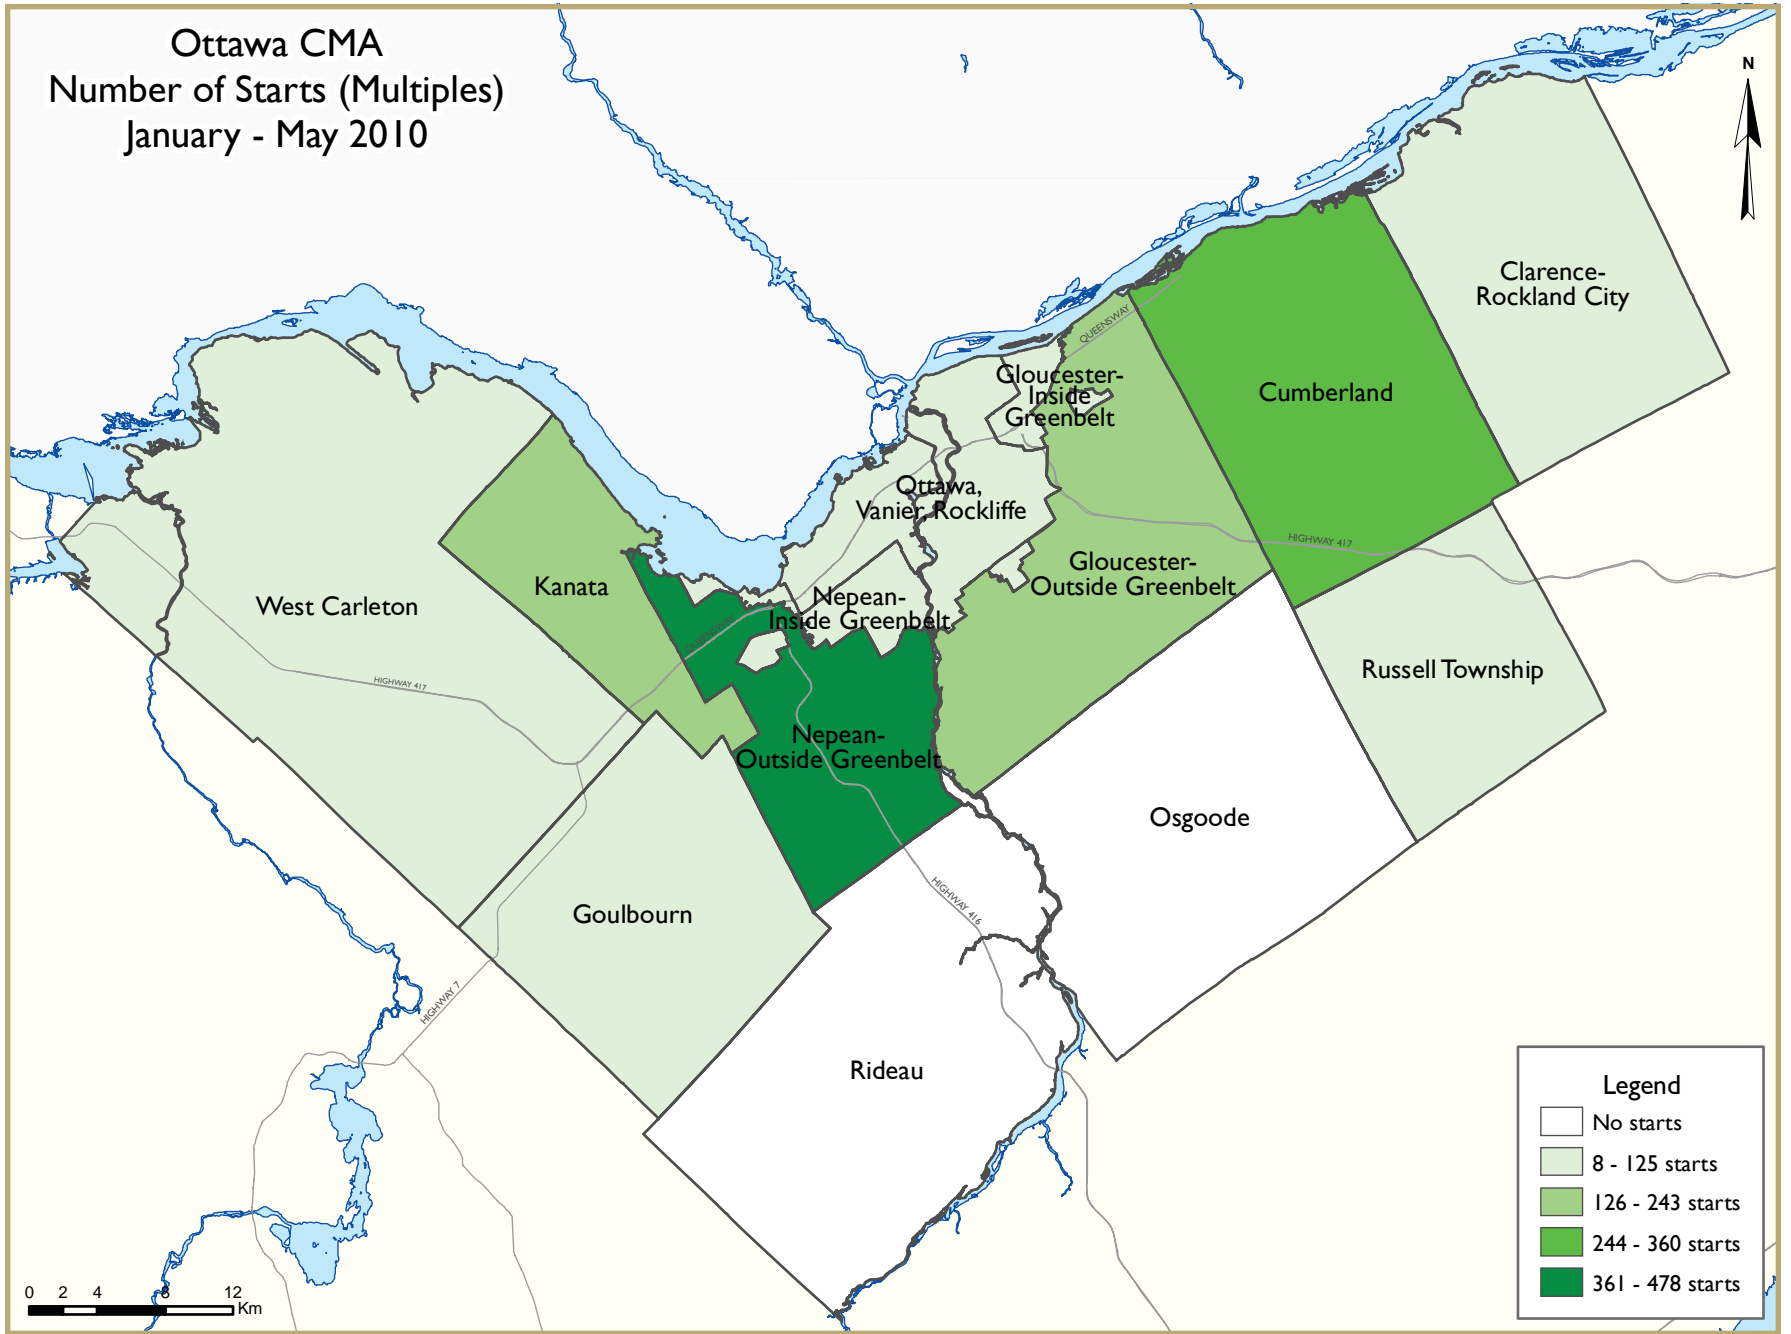 Ottawa CMA
Number of Starts (Multiples)
January - May 2010
N
Clarence-
Rockland City
QUEENSWAY
Gloucester-
Inside
Greenbelt
Cumberland
Ottawa,
Vanier, Rockliffe
HIGHWAY 417
Gloucester-
Outside Greenbelt
Kanata
West Carleton
Nepean-
Inside Greenbelt
QUEENSWAY
Russell Township
HIGHWAY 417
Nepean-
Outside Greenbelt
Osgoode
Goulbourn
HIGHWAY 416
HIGHWAY 7
Rideau
Legend
No starts
8 - 125 starts
126 - 243 starts
244 - 360 starts
361 - 478 starts
0 2 4 8 12
Km